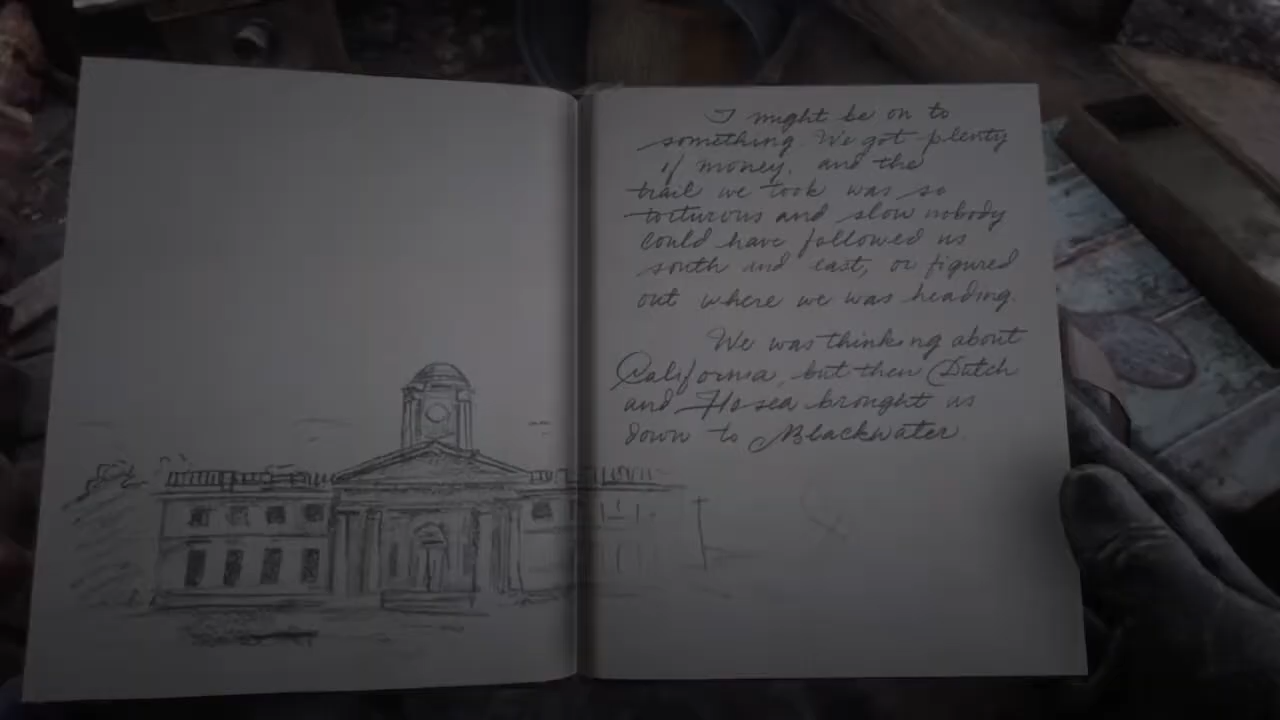 I might be on to
something. We got plenty
of money, and the
trail we took was so
torturous and slow nobody
could have followed us
south and east, or figured
out where we was heading.
We was thinking about
California, but then Dutch
and Hosea brought us
down to Blackwater.